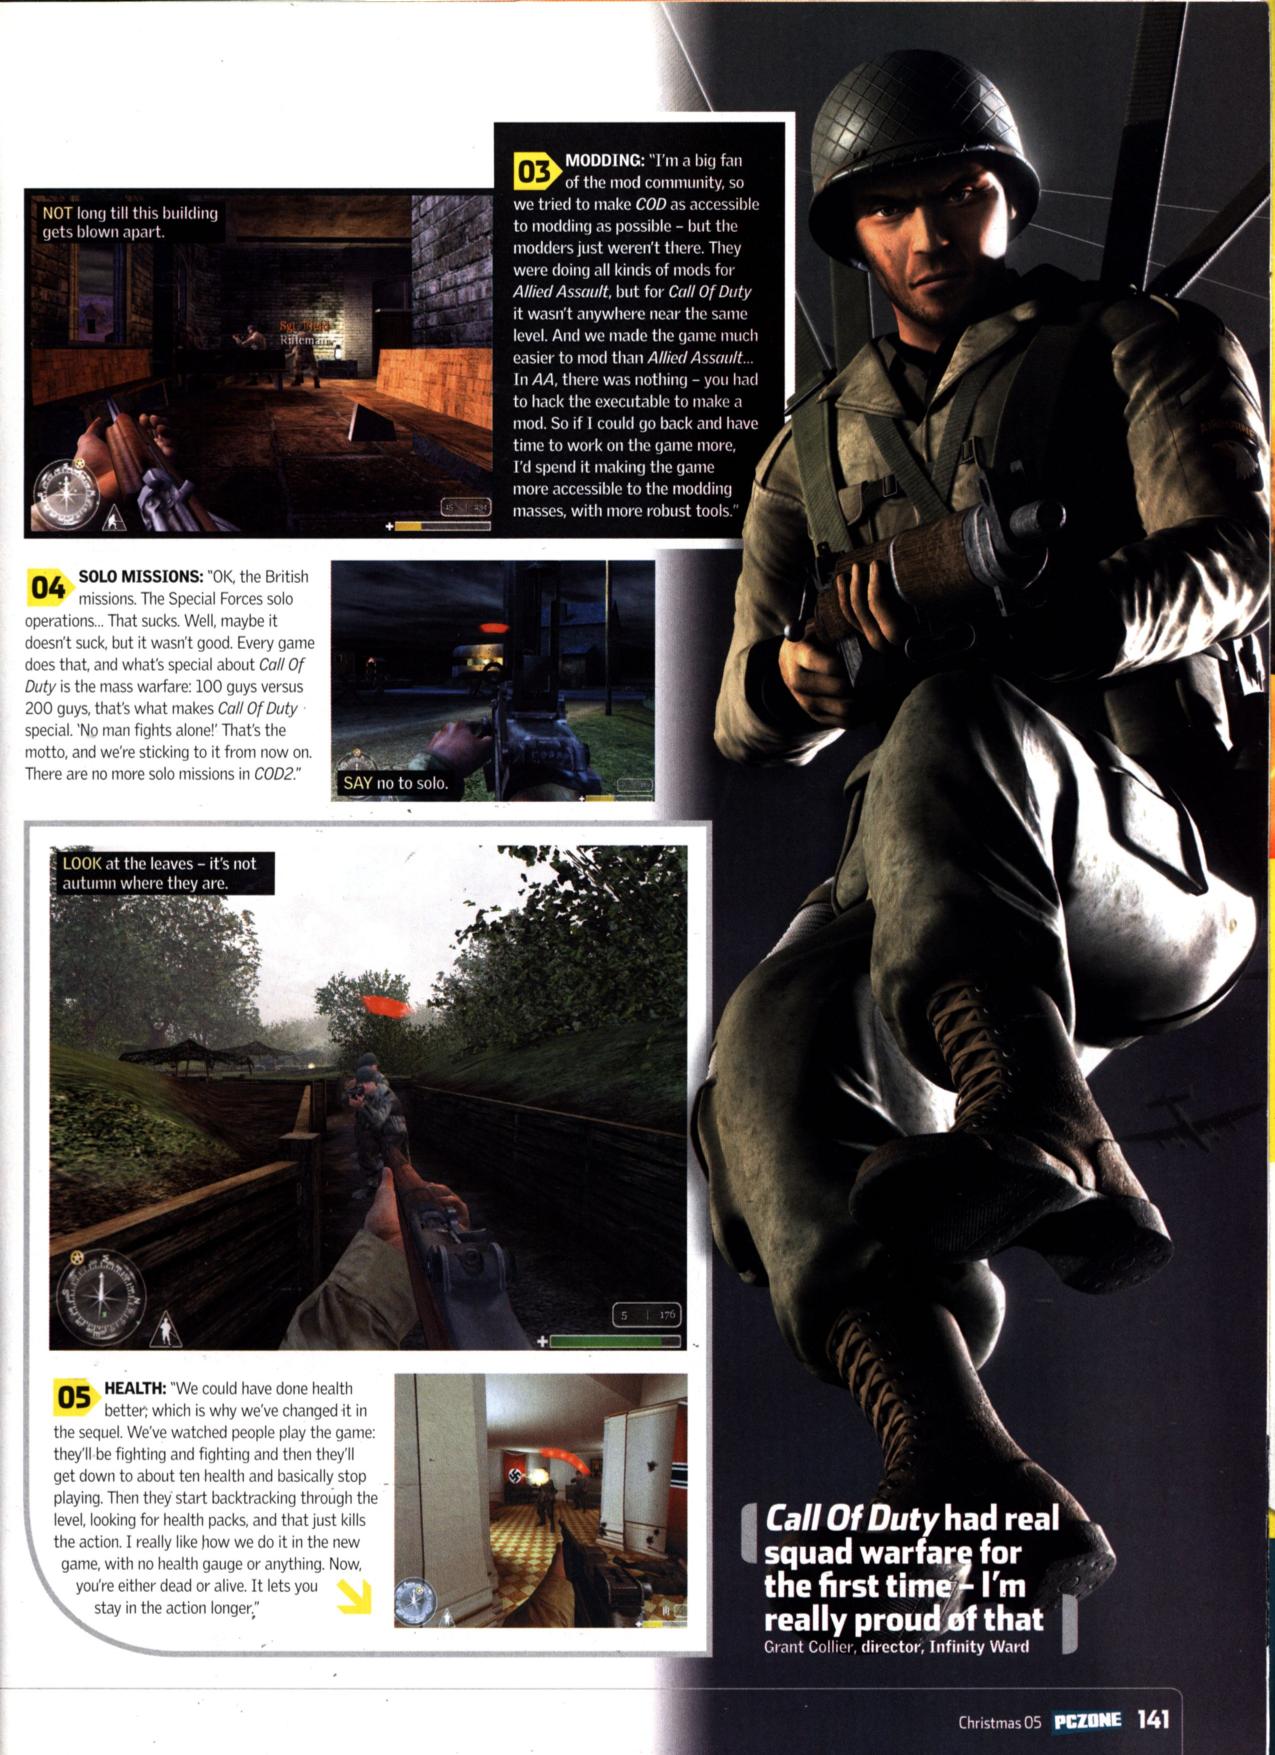 NOT long till this building
gets blown apart.
Rifleman
03 MODDING: "I'm a big fan
of the mod community, so
we tried to make COD as accessible
to modding as possible – but the
modders just weren't there. They
were doing all kinds of mods for
Allied Assault, but for Call Of Duty
it wasn't anywhere near the same
level. And we made the game much
easier to mod than Allied Assault...
In AA, there was nothing – you had
to hack the executable to make a
mod. So if I could go back and have
time to work on the game more,
I'd spend it making the game
more accessible to the modding
masses, with more robust tools."
04 SOLO MISSIONS: "OK, the British
missions. The Special Forces solo
operations... That sucks. Well, maybe it
doesn't suck, but it wasn't good. Every game
does that, and what's special about Call Of
Duty is the mass warfare: 100 guys versus
200 guys, that's what makes Call Of Duty
special. 'No man fights alone!' That's the
motto, and we're sticking to it from now on.
There are no more solo missions in COD2."
SAY no to solo.
LOOK at the leaves – it's not
autumn where they are.
5 | 176
05 HEALTH: "We could have done health
better, which is why we've changed it in
the sequel. We've watched people play the game:
they'll be fighting and fighting and then they'll
get down to about ten health and basically stop
playing. Then they start backtracking through the
level, looking for health packs, and that just kills
the action. I really like how we do it in the new
game, with no health gauge or anything. Now,
you're either dead or alive. It lets you
stay in the action longer."
Call Of Duty had real
squad warfare for
the first time – I'm
really proud of that
Grant Collier, director, Infinity Ward
Christmas 05 PCZONE 141